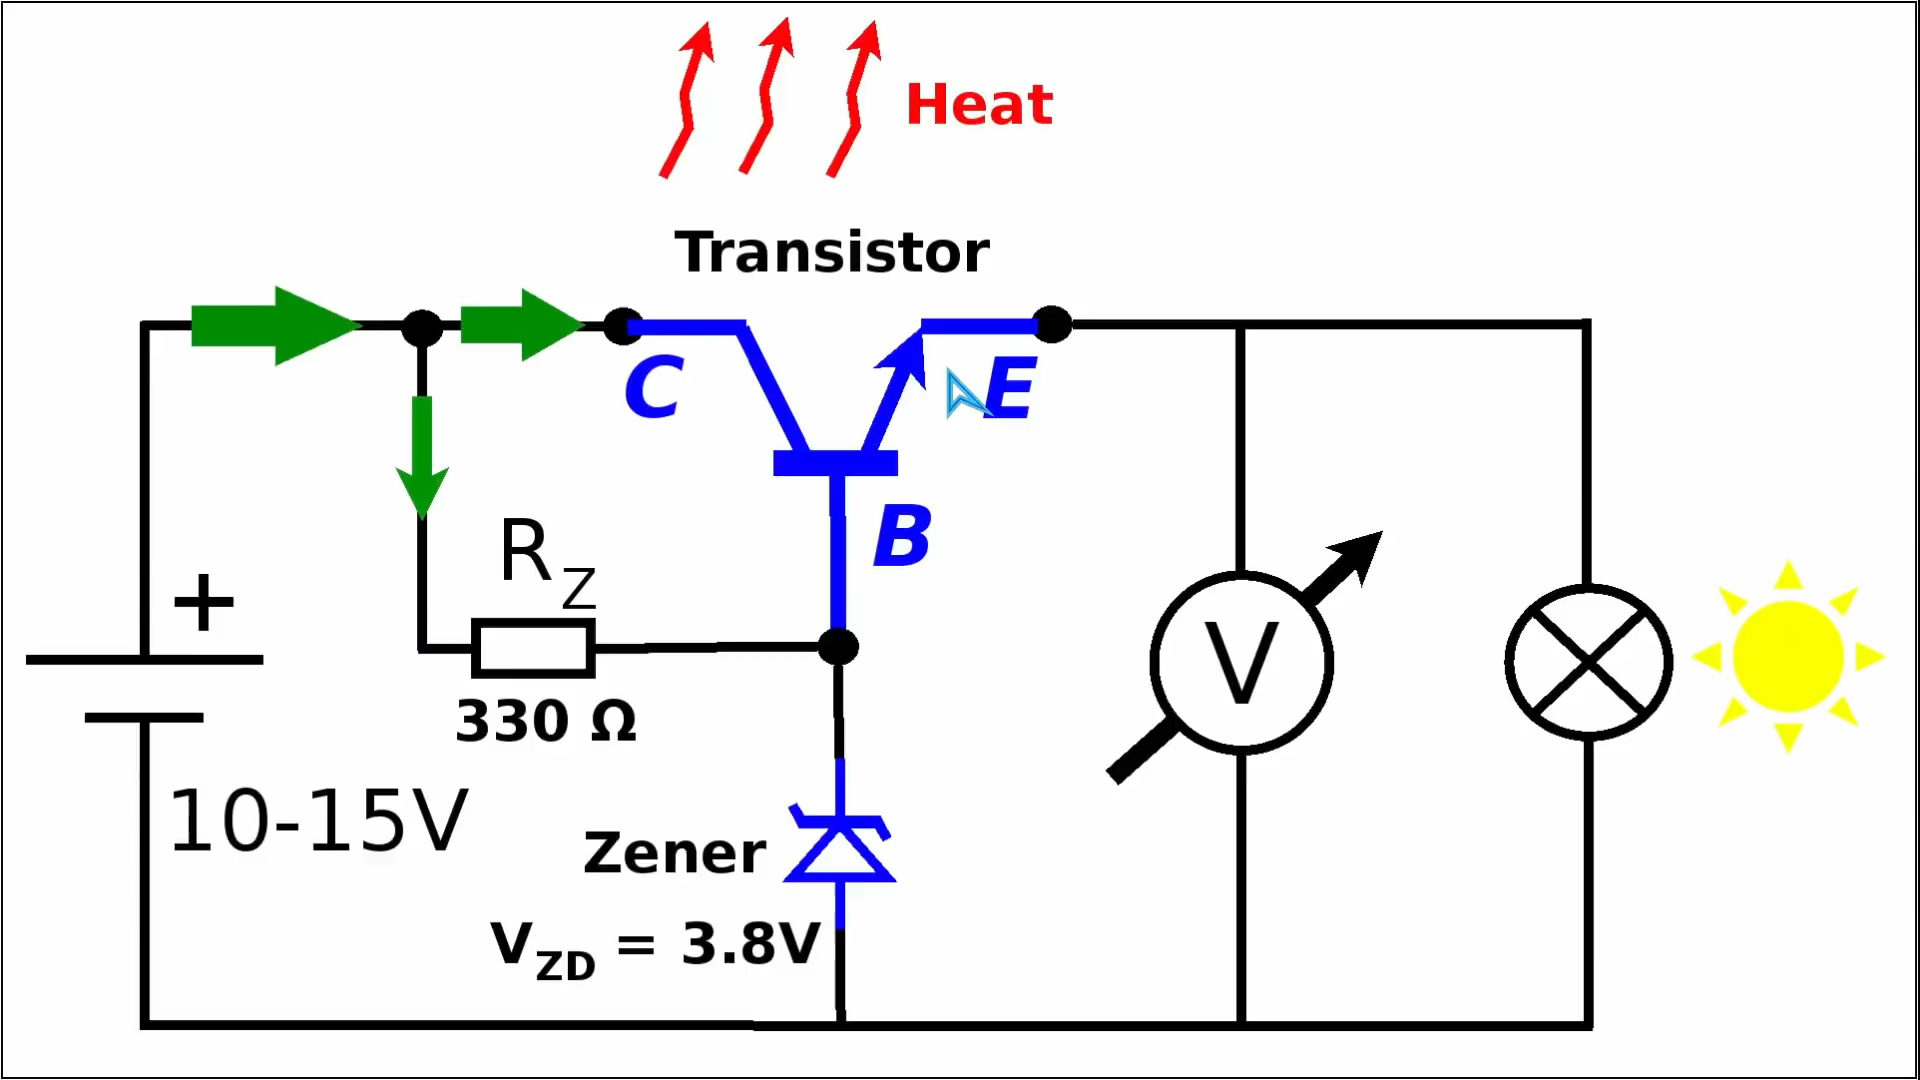 Heat
Transistor
C
E
B
+
R Z
330 Ω
V
10-15V
Zener
VZD = 3.8V